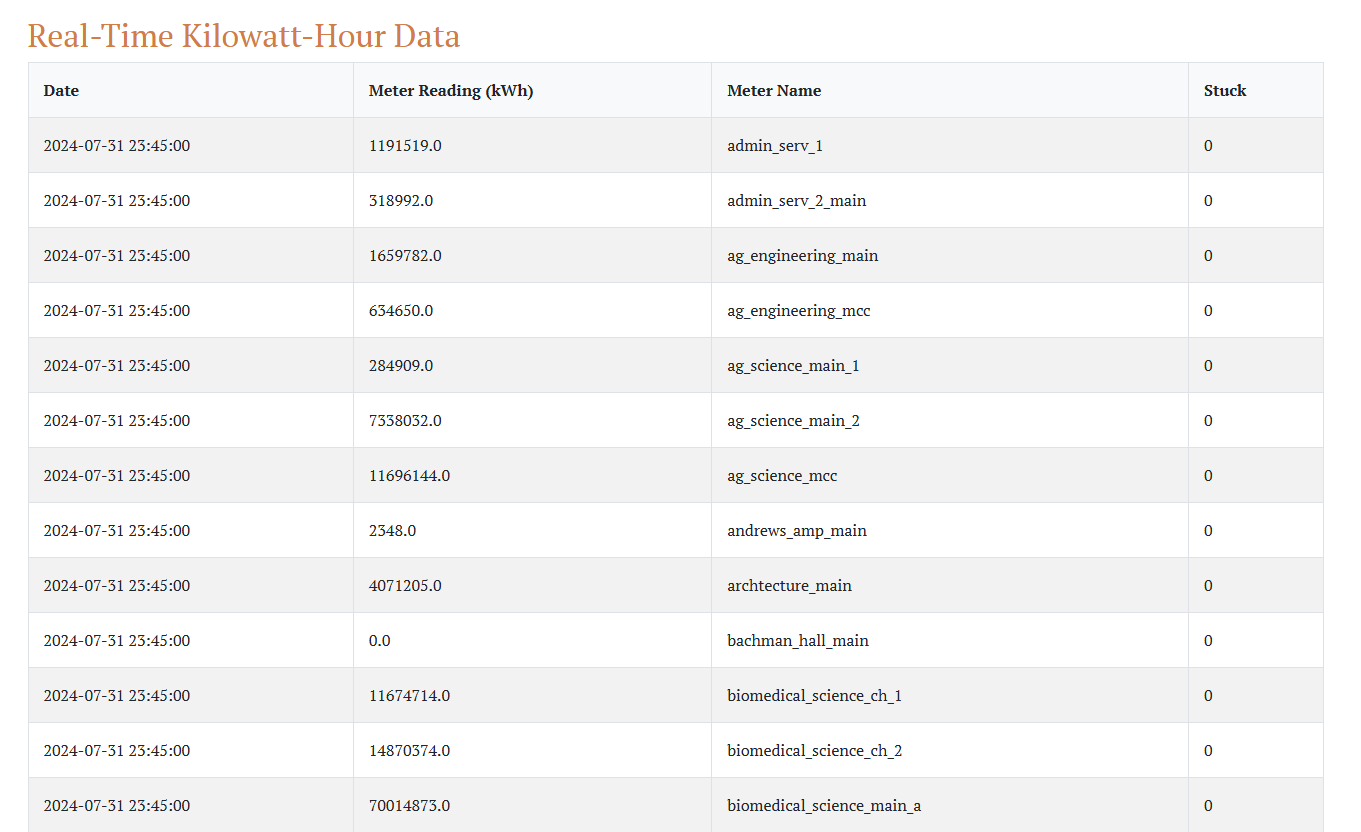 Real-Time Kilowatt-Hour Data
Date Meter Reading (kWh) Meter Name Stuck
2024-07-31 23:45:00 1191519.0 admin_serv_1 0
2024-07-31 23:45:00 318992.0 admin_serv_2_main 0
2024-07-31 23:45:00 1659782.0 ag_engineering_main 0
2024-07-31 23:45:00 634650.0 ag_engineering_mcc 0
2024-07-31 23:45:00 284909.0 ag_science_main_1 0
2024-07-31 23:45:00 7338032.0 ag_science_main_2 0
2024-07-31 23:45:00 11696144.0 ag_science_mcc 0
2024-07-31 23:45:00 2348.0 andrews_amp_main 0
2024-07-31 23:45:00 4071205.0 archtecture_main 0
2024-07-31 23:45:00 0.0 bachman_hall_main 0
2024-07-31 23:45:00 11674714.0 biomedical_science_ch_1 0
2024-07-31 23:45:00 14870374.0 biomedical_science_ch_2 0
2024-07-31 23:45:00 70014873.0 biomedical_science_main_a 0